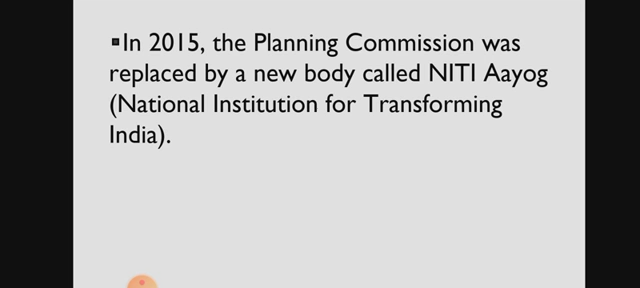 ▪In 2015, the Planning Commission was
replaced by a new body called NITI Aayog
(National Institution for Transforming
India).